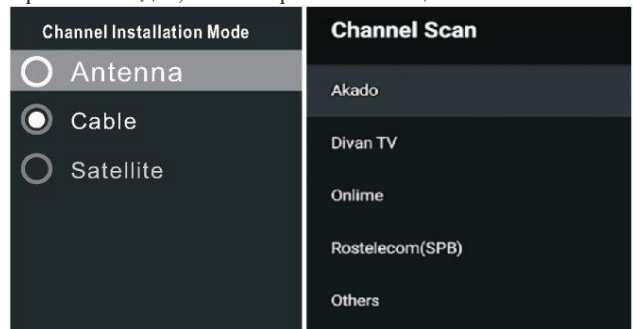 Channel Installation Mode
Antenna
Cable
Satellite
Channel Scan
Akado
Divan TV
Onlime
Rostelecom(SPB)
Others